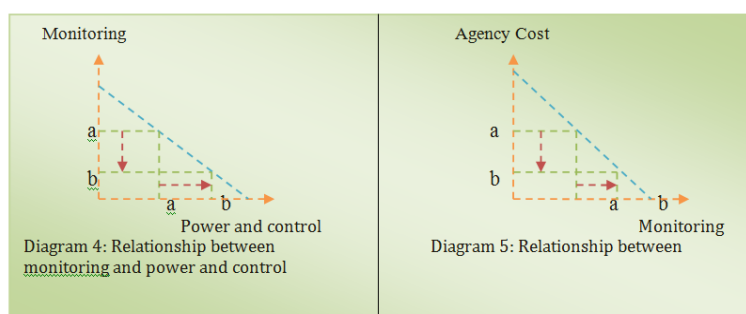 Monitoring
a
b
a b
Power and control
Diagram 4: Relationship between
monitoring and power and control
Agency Cost
a
b
a b
Monitoring
Diagram 5: Relationship between